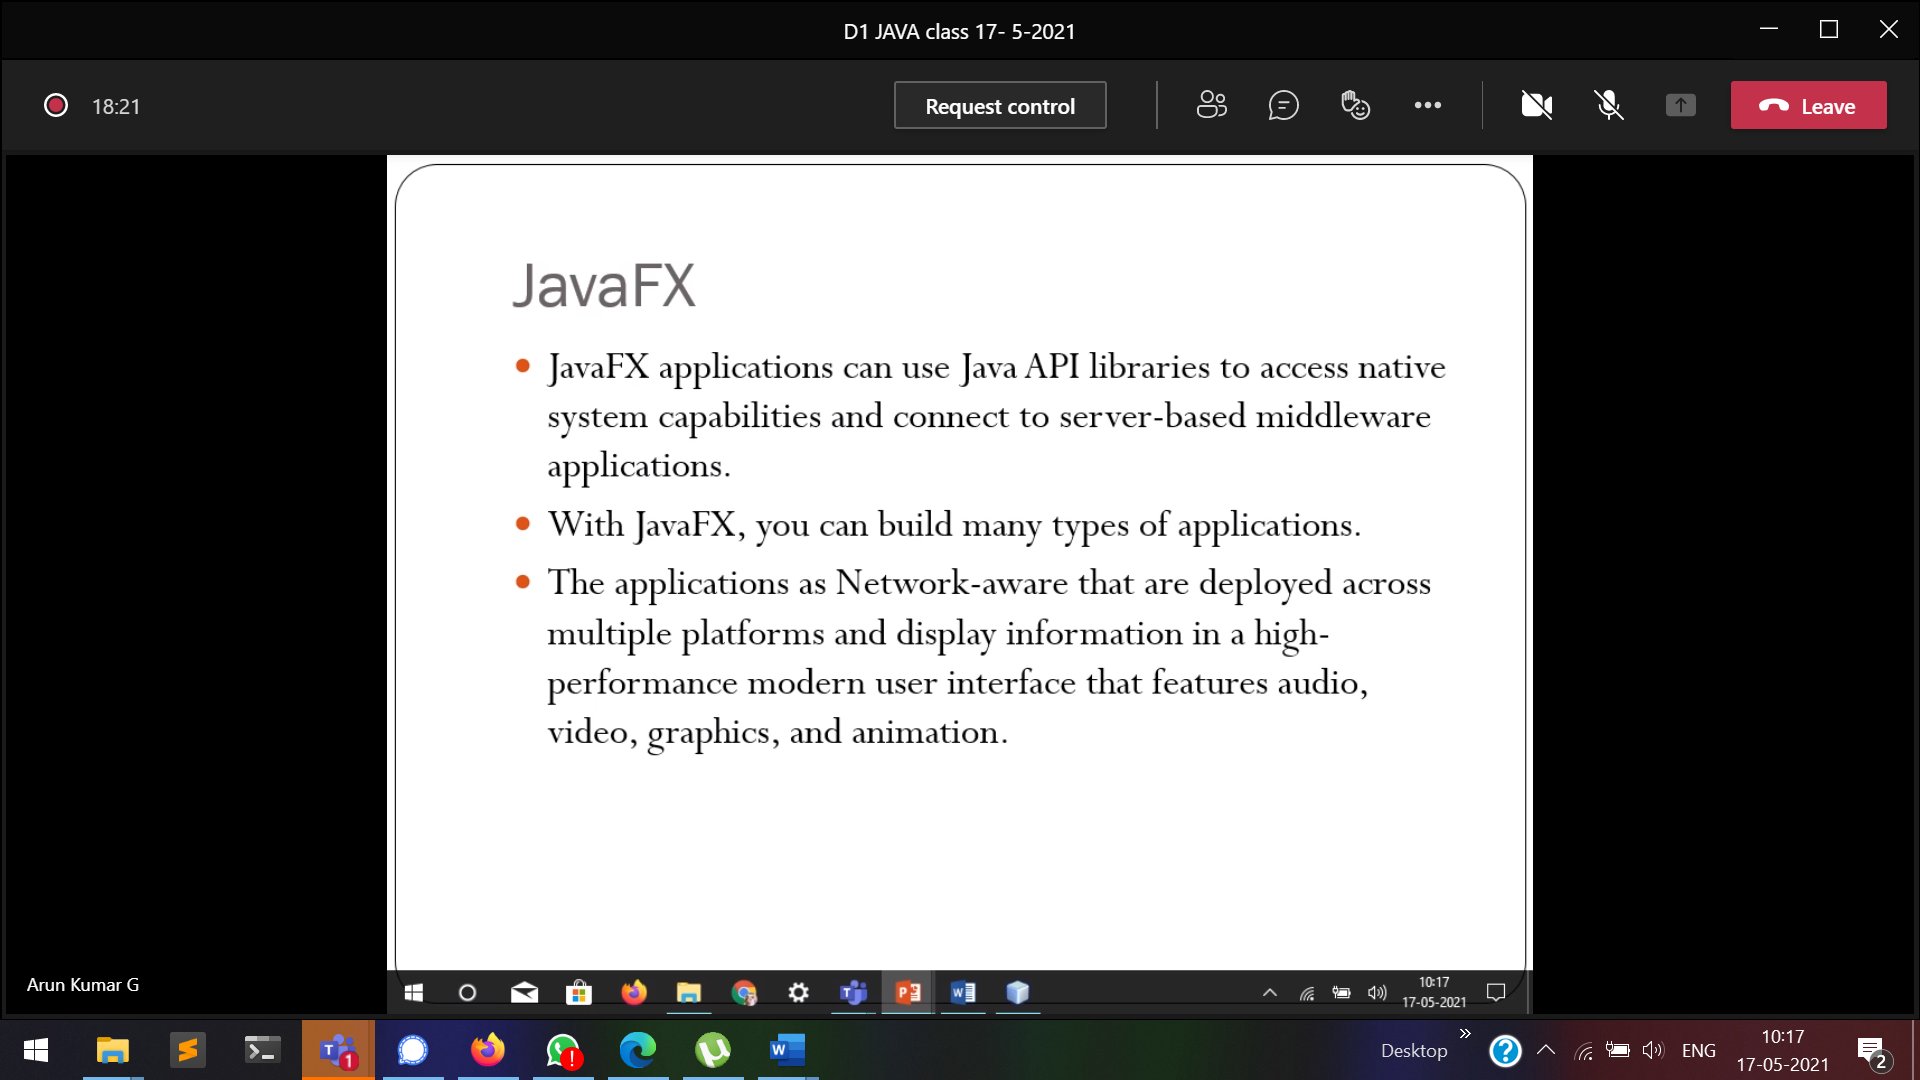 D1 JAVA class 17- 5-2021
18:21
Request control
Leave
JavaFX
JavaFX applications can use Java API libraries to access native
system capabilities and connect to server-based middleware
applications.
With JavaFX, you can build many types of applications.
The applications as Network-aware that are deployed across
multiple platforms and display information in a high-
performance modern user interface that features audio,
video, graphics, and animation.
Arun Kumar G
10:17
17-05-2021
1
Desktop
ENG
10:17
17-05-2021
2